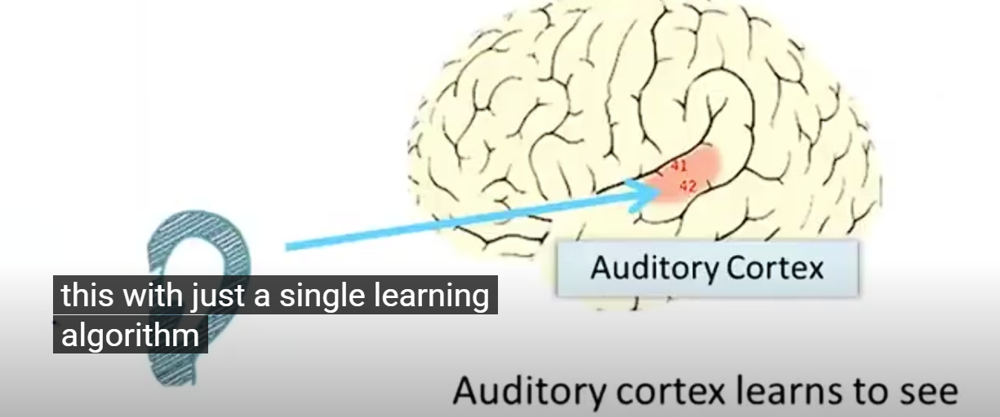 41
42
Auditory Cortex
this with just a single learning
algorithm
Auditory cortex learns to see